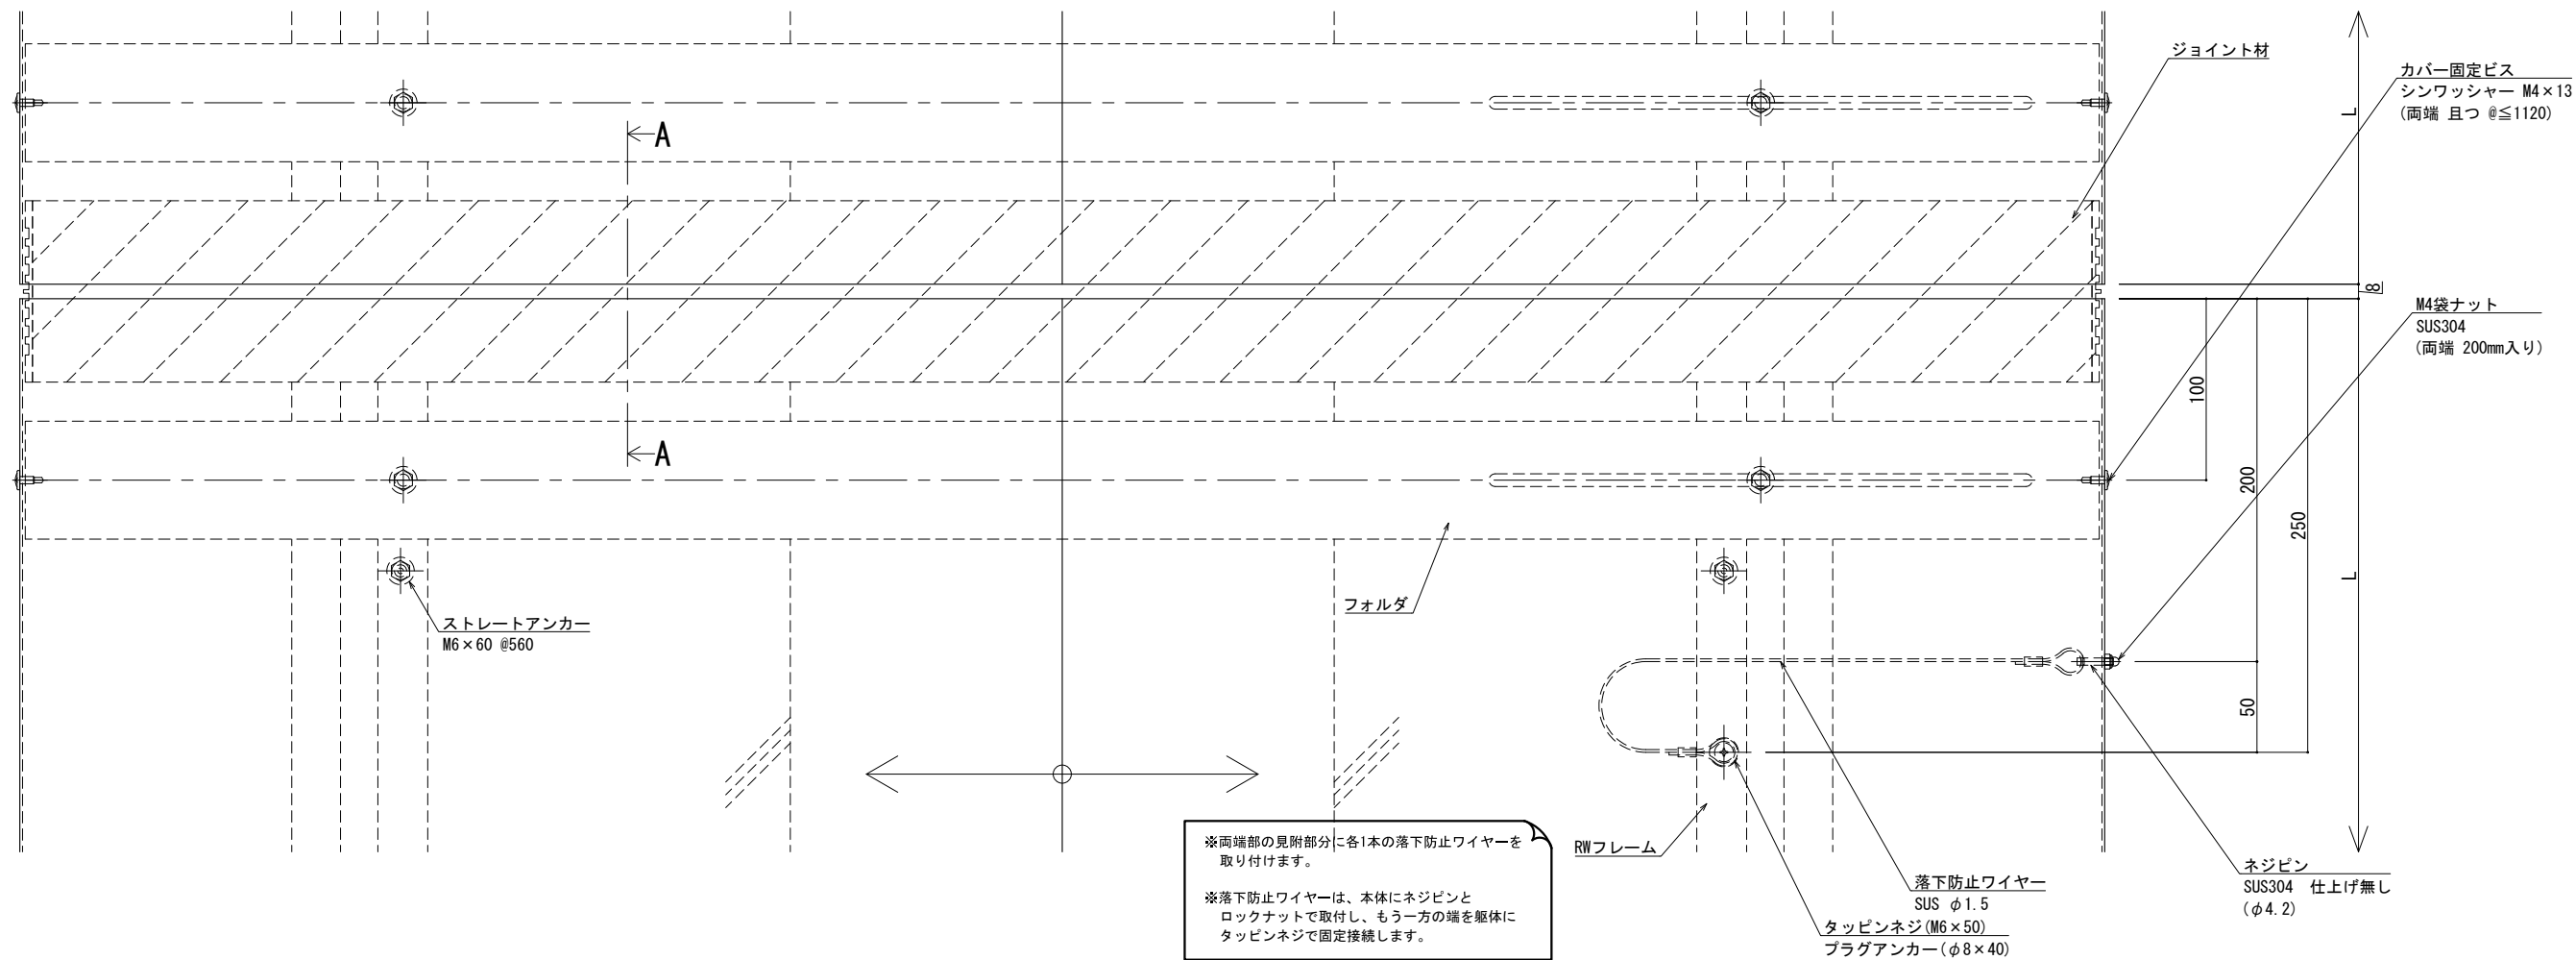 ジョイント材
カバー固定ビス
シンワッシャー M4×13
(両端 且つ @≦1120)
L
A
8
M4袋ナット
SUS304
(両端 200mm入り)
100
A
200
250
L
フォルダ
ストレートアンカー
M6×60 @560
50
※両端部の見附部分に各1本の落下防止ワイヤーを
取り付けます。
※落下防止ワイヤーは、本体にネジピンと
ロックナットで取付し、もう一方の端を躯体に
タッピンネジで固定接続します。
RWフレーム
落下防止ワイヤー
SUS φ1.5
タッピンネジ(M6×50)
プラグアンカー(φ8×40)
ネジピン
SUS304 仕上げ無し
(φ4.2)